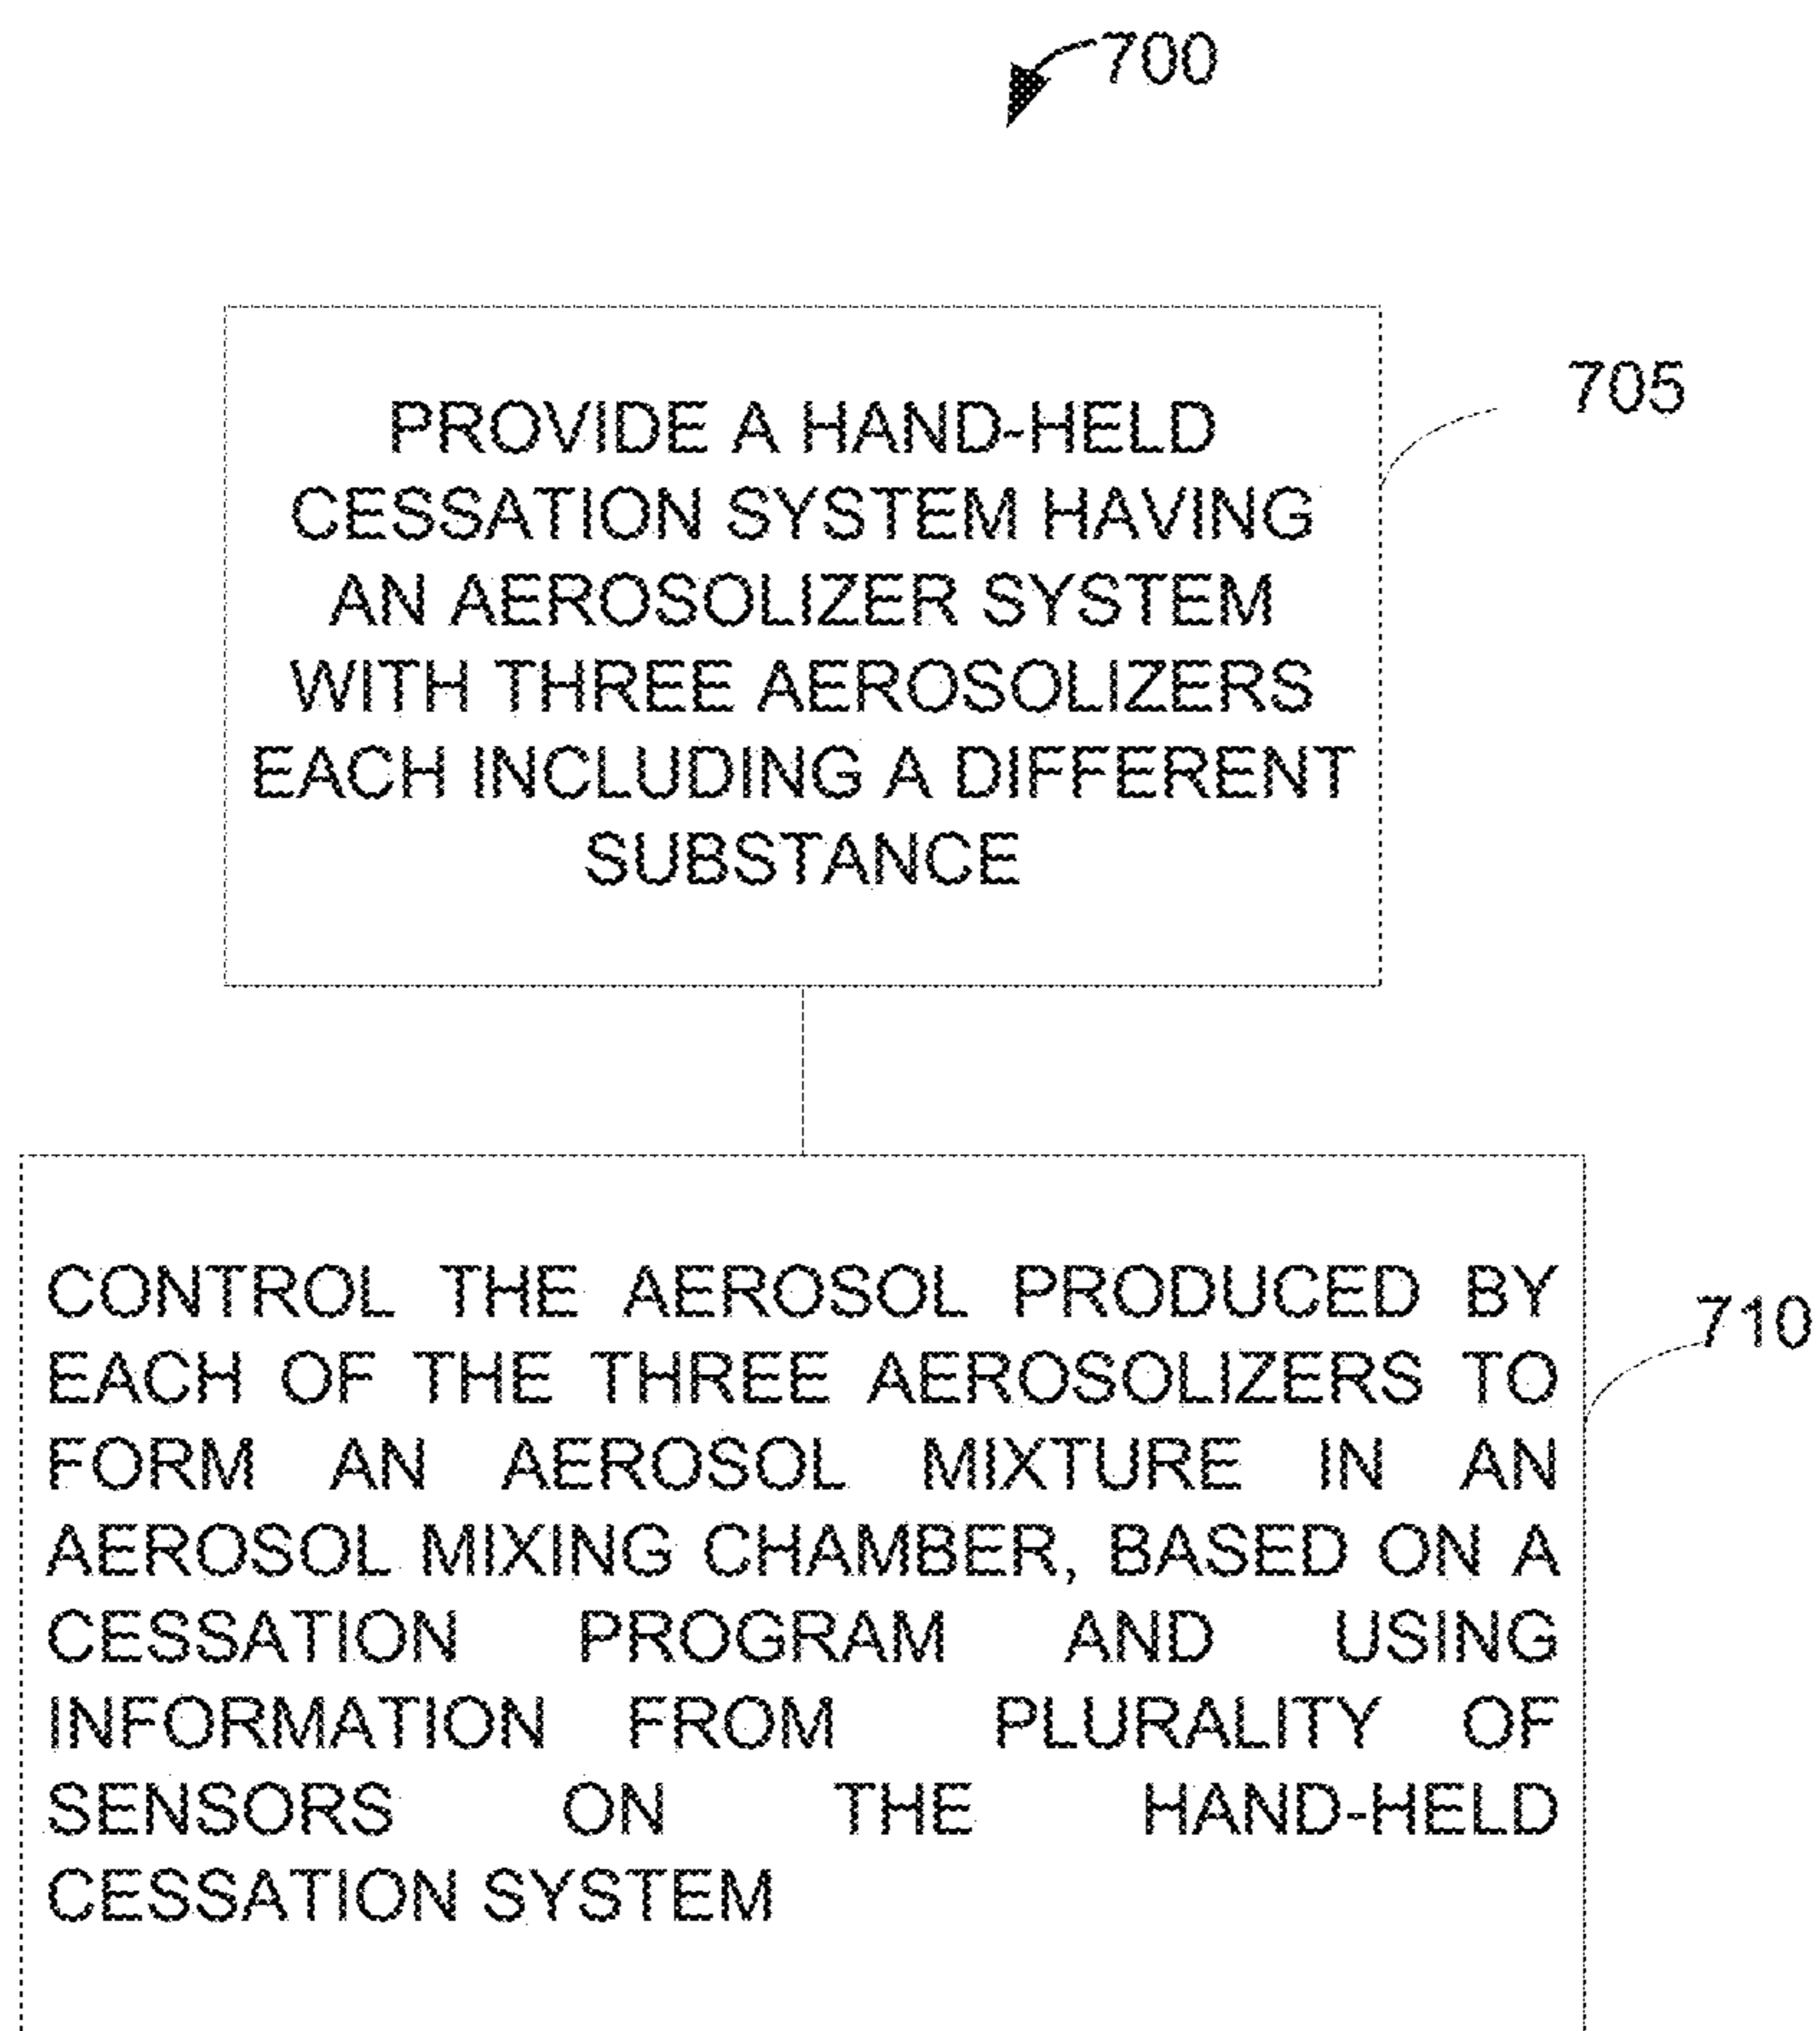 700
PROVIDE A HAND-HELD
CESSATION SYSTEM HAVING
AN AEROSOLIZER SYSTEM
WITH THREE AEROSOLIZERS
EACH INCLUDING A DIFFERENT
SUBSTANCE
705
CONTROL THE AEROSOL PRODUCED BY
EACH OF THE THREE AEROSOLIZERS TO
FORM AN AEROSOL MIXTURE IN AN
AEROSOL MIXING CHAMBER, BASED ON A
CESSATION PROGRAM AND USING
INFORMATION FROM PLURALITY OF
SENSORS ON THE HAND-HELD
CESSATION SYSTEM
710